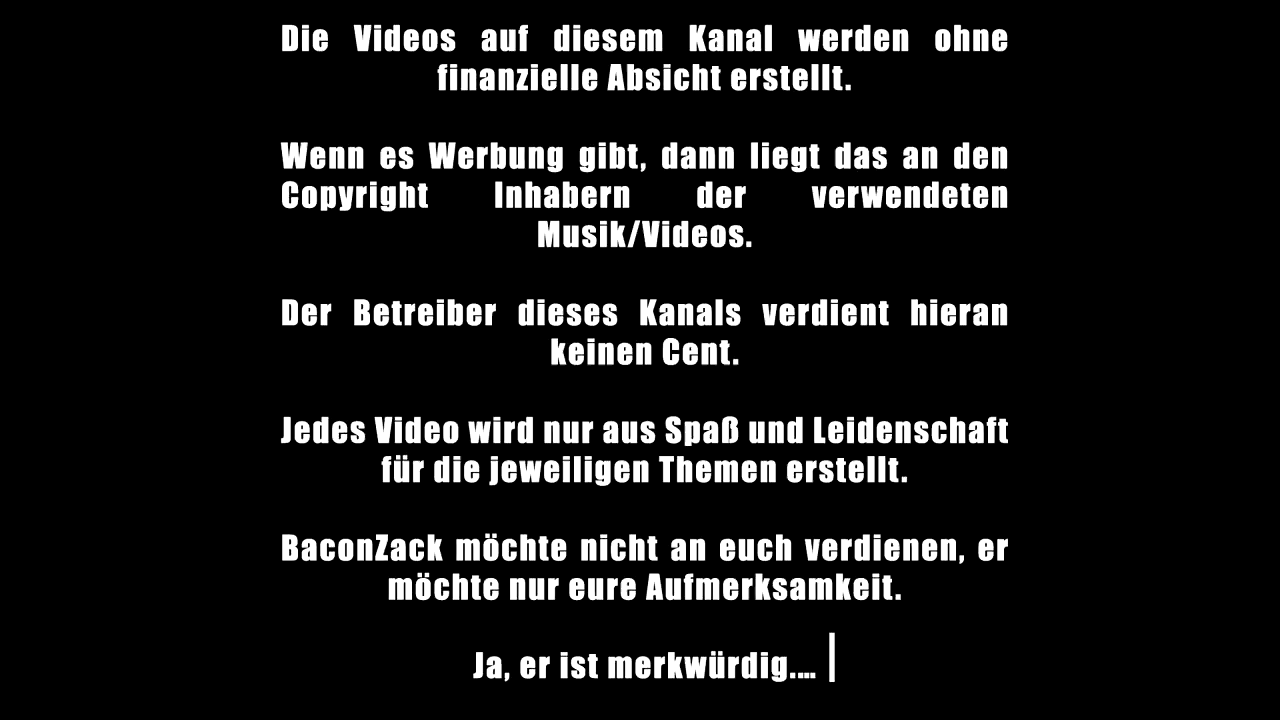 Die Videos auf diesem Kanal werden ohne
finanzielle Absicht erstellt.
Wenn es Werbung gibt, dann liegt das an den
Copyright Inhabern der verwendeten
Musik/Videos.
Der Betreiber dieses Kanals verdient hieran
keinen Cent.
Jedes Video wird nur aus Spaß und Leidenschaft
für die jeweiligen Themen erstellt.
BaconZack möchte nicht an euch verdienen, er
möchte nur eure Aufmerksamkeit.
Ja, er ist merkwürdig....